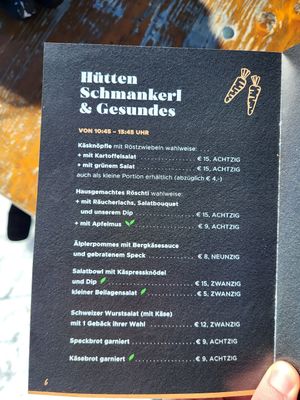 Hütten
Schmankerl
& Gesundes
VON 10:45 – 15:45 UHR
Käsknöpfle mit Röstzwiebeln wahlweise:
+ mit Kartoffelsalat € 15, ACHTZIG
+ mit grünem Salat € 15, ACHTZIG
auch als kleine Portion erhältlich (abzüglich € 4,-)
Hausgemachtes Röschti wahlweise:
+ mit Räucherlachs, Salatbouquet
und unserem Dip € 15, ACHTZIG
+ mit Apfelmus € 9, ACHTZIG
Älplerpommes mit Bergkäsesauce
und gebratenem Speck € 8, NEUNZIG
Salatbowl mit Käspressknödel
und Dip € 15, ZWANZIG
kleiner Beilagensalat € 5, ZWANZIG
Schweizer Wurstsalat (mit Käse)
mit 1 Gebäck ihrer Wahl € 12, ZWANZIG
Speckbrot garniert € 9, ACHTZIG
Käsebrot garniert € 9, ACHTZIG
6